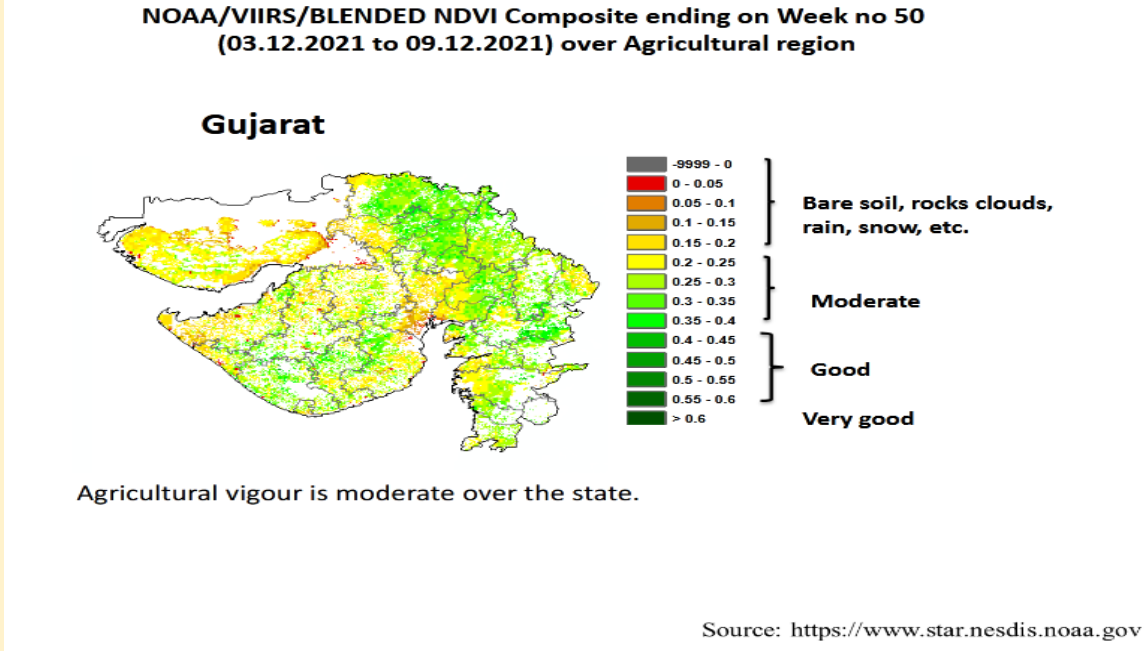 NOAA/VIIRS/BLENDED NDVI Composite ending on Week no 50
(03.12.2021 to 09.12.2021) over Agricultural region
Gujarat
-9999 - 0
0 - 0.05
0.05 - 0.1
0.1 - 0.15
0.15 - 0.2
0.2 - 0.25
0.25 - 0.3
0.3 - 0.35
0.35 - 0.4
0.4 - 0.45
0.45 - 0.5
0.5 - 0.55
0.55 - 0.6
> 0.6
Bare soil, rocks clouds,
rain, snow, etc.
Moderate
Good
Very good
Agricultural vigour is moderate over the state.
Source: https://www.star.nesdis.noaa.gov